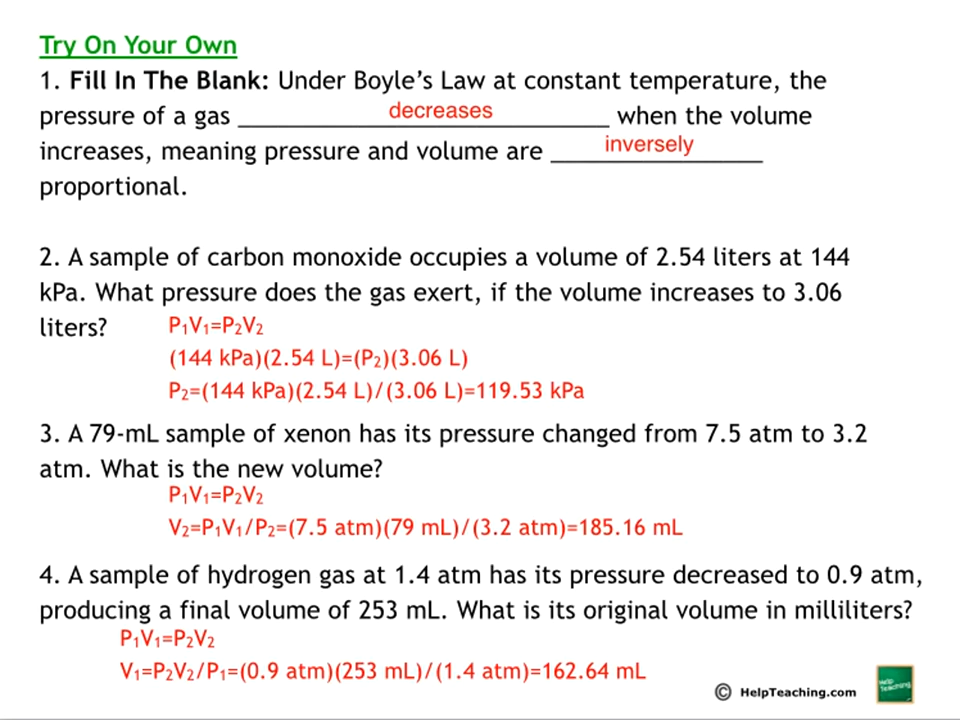 Try On Your Own
1. Fill In The Blank: Under Boyle’s Law at constant temperature, the
pressure of a gas ____decreases____ when the volume
increases, meaning pressure and volume are ____inversely____
proportional.
2. A sample of carbon monoxide occupies a volume of 2.54 liters at 144
kPa. What pressure does the gas exert, if the volume increases to 3.06
liters? P₁V₁=P₂V₂
(144 kPa)(2.54 L)=(P₂)(3.06 L)
P₂=(144 kPa)(2.54 L)/(3.06 L)=119.53 kPa
3. A 79-mL sample of xenon has its pressure changed from 7.5 atm to 3.2
atm. What is the new volume?
P₁V₁=P₂V₂
V₂=P₁V₁/P₂=(7.5 atm)(79 mL)/(3.2 atm)=185.16 mL
4. A sample of hydrogen gas at 1.4 atm has its pressure decreased to 0.9 atm,
producing a final volume of 253 mL. What is its original volume in milliliters?
P₁V₁=P₂V₂
V₁=P₂V₂/P₁=(0.9 atm)(253 mL)/(1.4 atm)=162.64 mL
© HelpTeaching.com
Help
Teaching